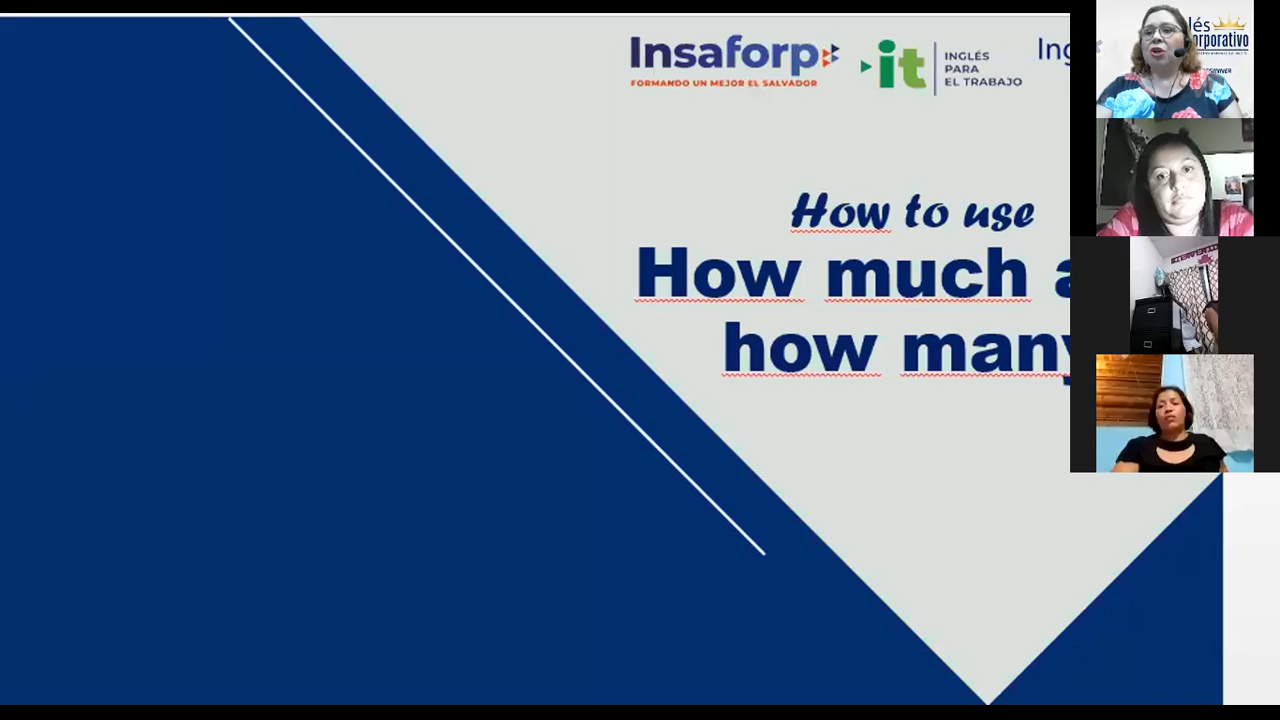 Insaforp
FORMANDO UN MEJOR EL SALVADOR
it
INGLÉS
PARA
EL TRABAJO
How to use
How much
how many